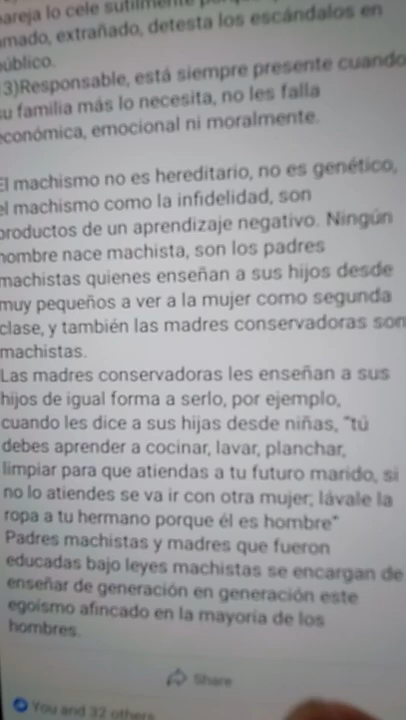 pareja lo cele sutilmente
amado, extrañado, detesta los escándalos en
público.
3)Responsable, está siempre presente cuando
su familia más lo necesita, no les falla
económica, emocional ni moralmente.
El machismo no es hereditario, no es genético,
el machismo como la infidelidad, son
productos de un aprendizaje negativo. Ningún
hombre nace machista, son los padres
machistas quienes enseñan a sus hijos desde
muy pequeños a ver a la mujer como segunda
clase, y también las madres conservadoras son
machistas.
Las madres conservadoras les enseñan a sus
hijos de igual forma a serlo, por ejemplo,
cuando les dice a sus hijas desde niñas, "tú
debes aprender a cocinar, lavar, planchar,
limpiar para que atiendas a tu futuro marido, si
no lo atiendes se va ir con otra mujer; lávale la
ropa a tu hermano porque él es hombre"
Padres machistas y madres que fueron
educadas bajo leyes machistas se encargan de
enseñar de generación en generación este
egoísmo afincado en la mayoría de los
hombres.
Share
You and 32 others